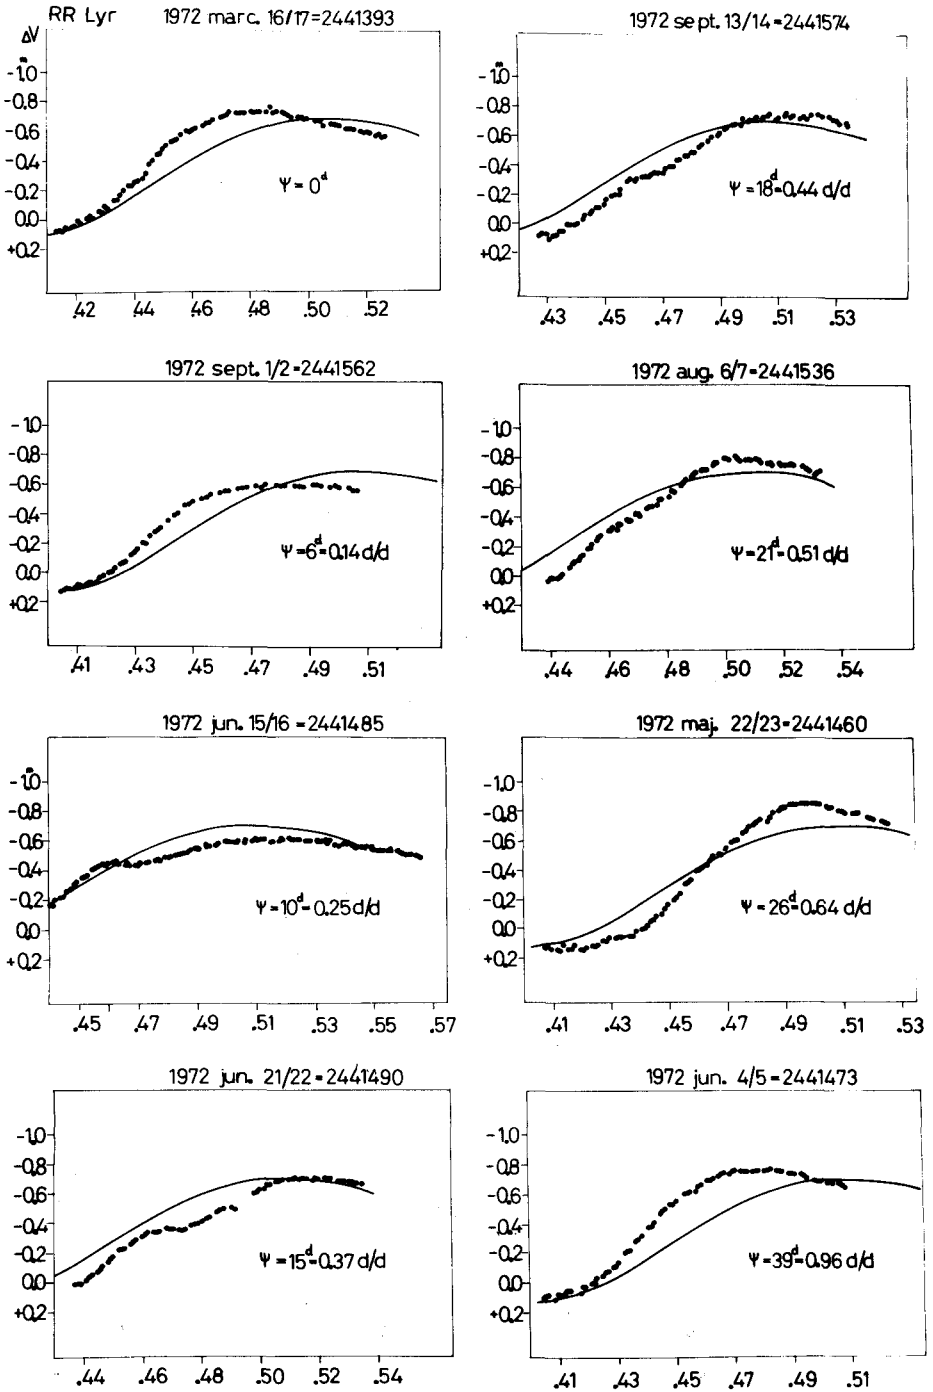 RR Lyr 1972 marc. 16/17=2441393
ΔV
-1.0
-0.8
-0.6
-0.4
-0.2
0.0
+0.2
Ψ=0d
.42 .44 .46 .48 .50 .52
1972 sept. 13/14=2441574
-1.0
-0.8
-0.6
-0.4
-0.2
0.0
+0.2
Ψ=18d=0.44 d/d
.43 .45 .47 .49 .51 .53
1972 sept. 1/2=2441562
-1.0
-0.8
-0.6
-0.4
-0.2
0.0
+0.2
Ψ=6d=0.14 d/d
.41 .43 .45 .47 .49 .51
1972 aug. 6/7=2441536
-1.0
-0.8
-0.6
-0.4
-0.2
0.0
+0.2
Ψ=21d=0.51 d/d
.44 .46 .48 .50 .52 .54
1972 jun. 15/16=2441485
-1.0
-0.8
-0.6
-0.4
-0.2
0.0
+0.2
Ψ=10d=0.25 d/d
.45 .47 .49 .51 .53 .55 .57
1972 maj. 22/23=2441460
-1.0
-0.8
-0.6
-0.4
-0.2
0.0
+0.2
Ψ=26d=0.64 d/d
.41 .43 .45 .47 .49 .51 .53
1972 jun. 21/22=2441490
-1.0
-0.8
-0.6
-0.4
-0.2
0.0
+0.2
Ψ=15d=0.37 d/d
.44 .46 .48 .50 .52 .54
1972 jun. 4/5=2441473
-1.0
-0.8
-0.6
-0.4
-0.2
0.0
+0.2
Ψ=39d=0.96 d/d
.41 .43 .45 .47 .49 .51